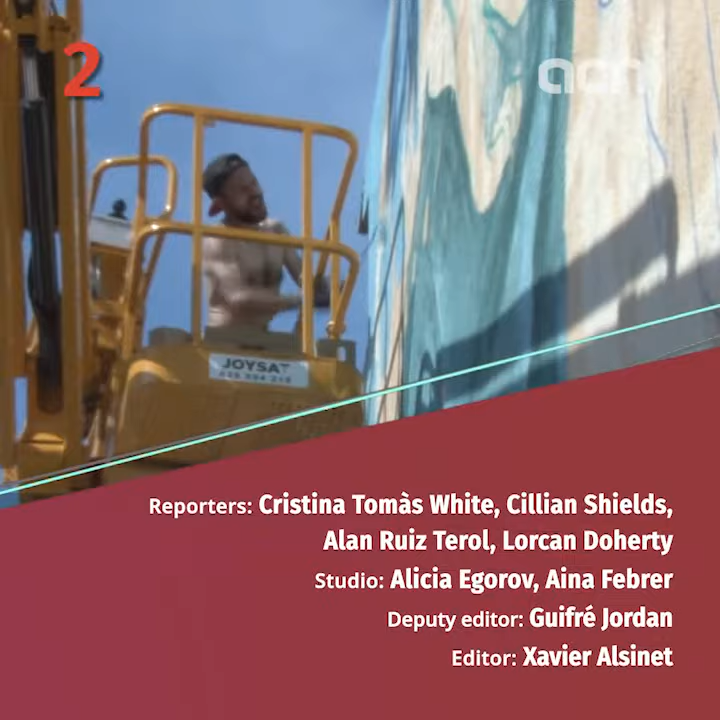 2
acn
JOYSAT
Reporters: Cristina Tomàs White, Cillian Shields,
Alan Ruiz Terol, Lorcan Doherty
Studio: Alicia Egorov, Aina Febrer
Deputy editor: Guifré Jordan
Editor: Xavier Alsinet